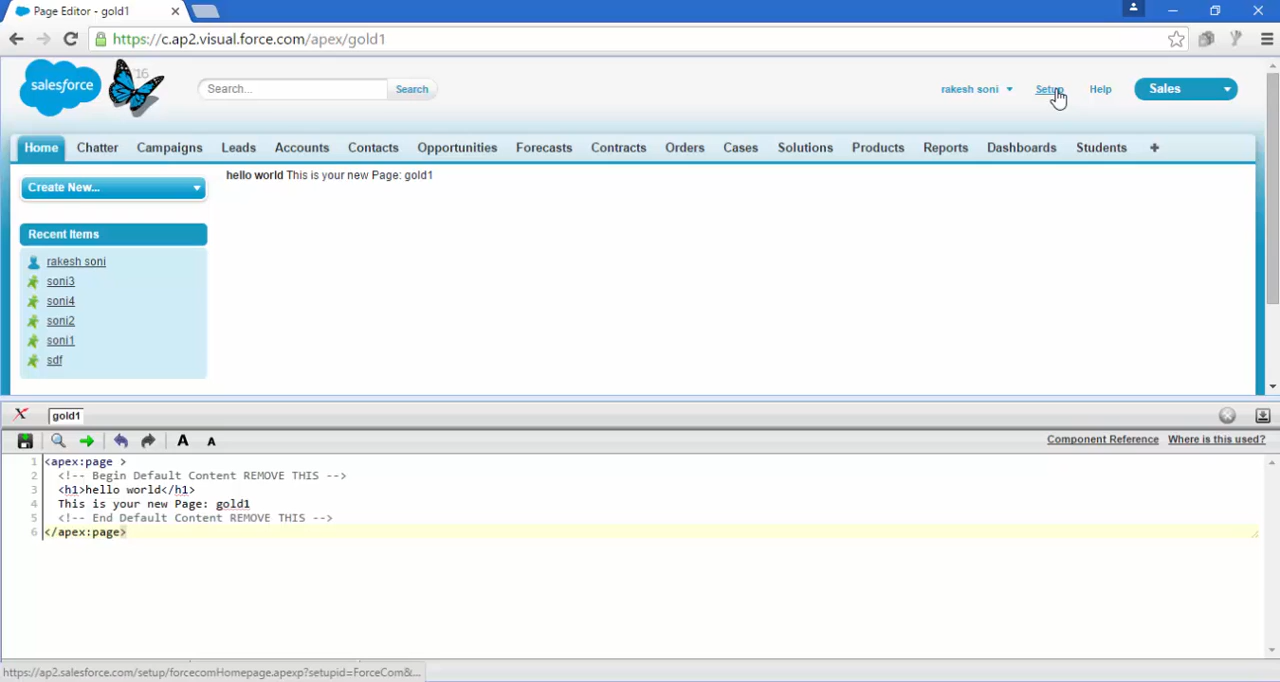 Page Editor - gold1
https://c.ap2.visual.force.com/apex/gold1
salesforce
'16
Search...
Search
rakesh soni
Setup
Help
Sales
Home Chatter Campaigns Leads Accounts Contacts Opportunities Forecasts Contracts Orders Cases Solutions Products Reports Dashboards Students +
Create New...
hello world This is your new Page: gold1
Recent Items
rakesh soni
soni3
soni4
soni2
soni1
sdf
gold1
A A
Component Reference Where is this used?
1 <apex:page >
2 <!-- Begin Default Content REMOVE THIS -->
3 <h1>hello world</h1>
4 This is your new Page: gold1
5 <!-- End Default Content REMOVE THIS -->
6 </apex:page>
https://ap2.salesforce.com/setup/forcecomHomepage.apexp?setupid=ForceCom&...